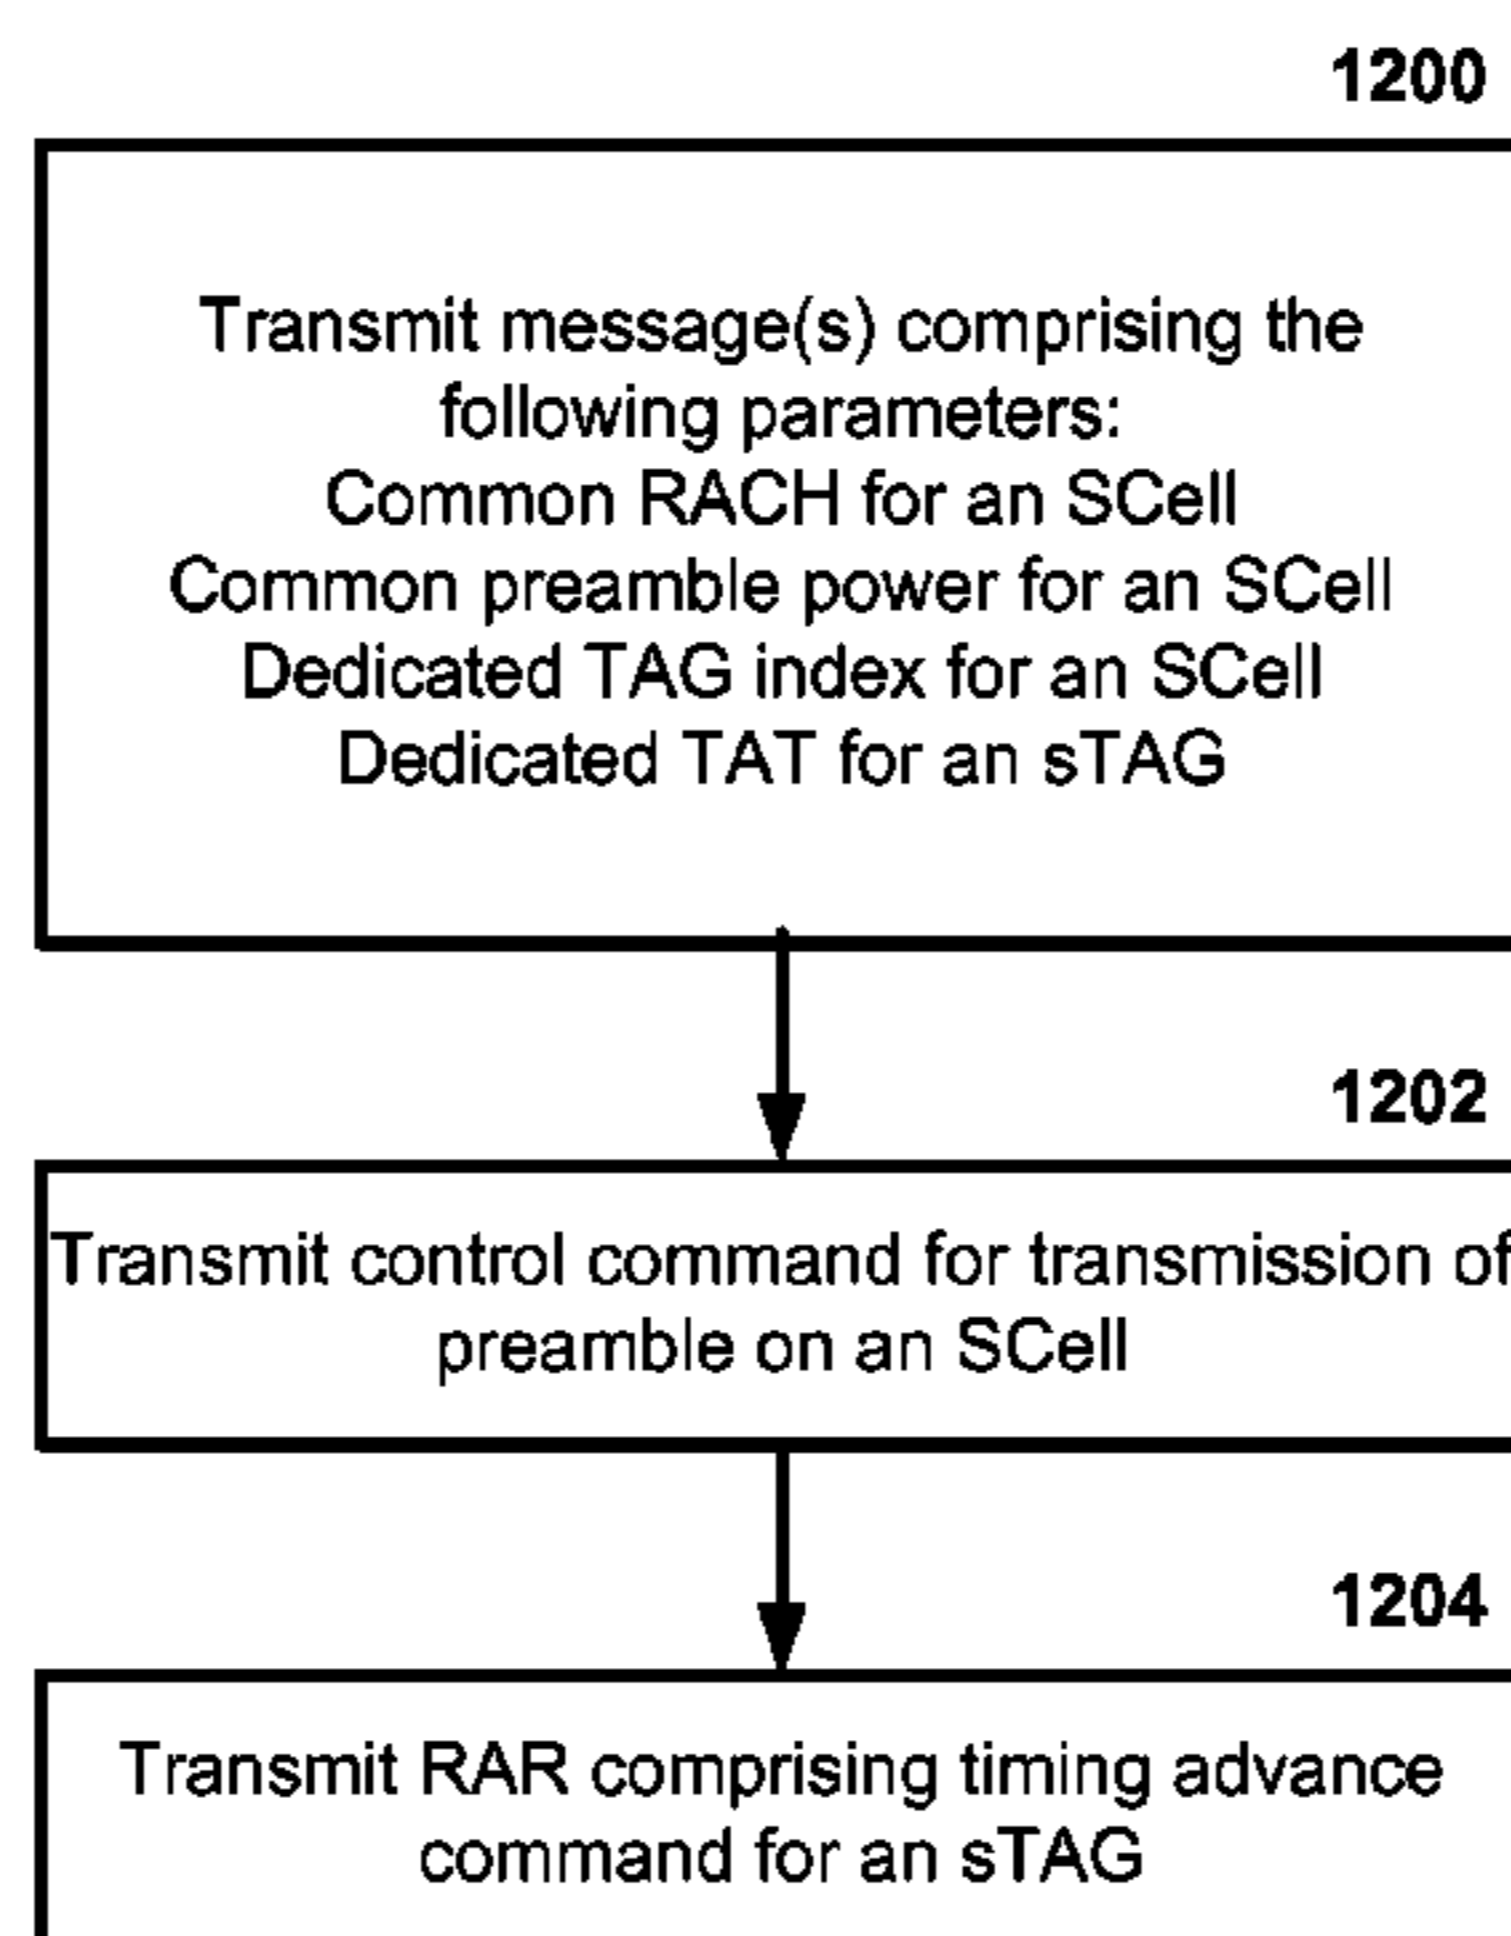 1200
Transmit message(s) comprising the
following parameters:
Common RACH for an SCell
Common preamble power for an SCell
Dedicated TAG index for an SCell
Dedicated TAT for an sTAG
1202
Transmit control command for transmission of
preamble on an SCell
1204
Transmit RAR comprising timing advance
command for an sTAG